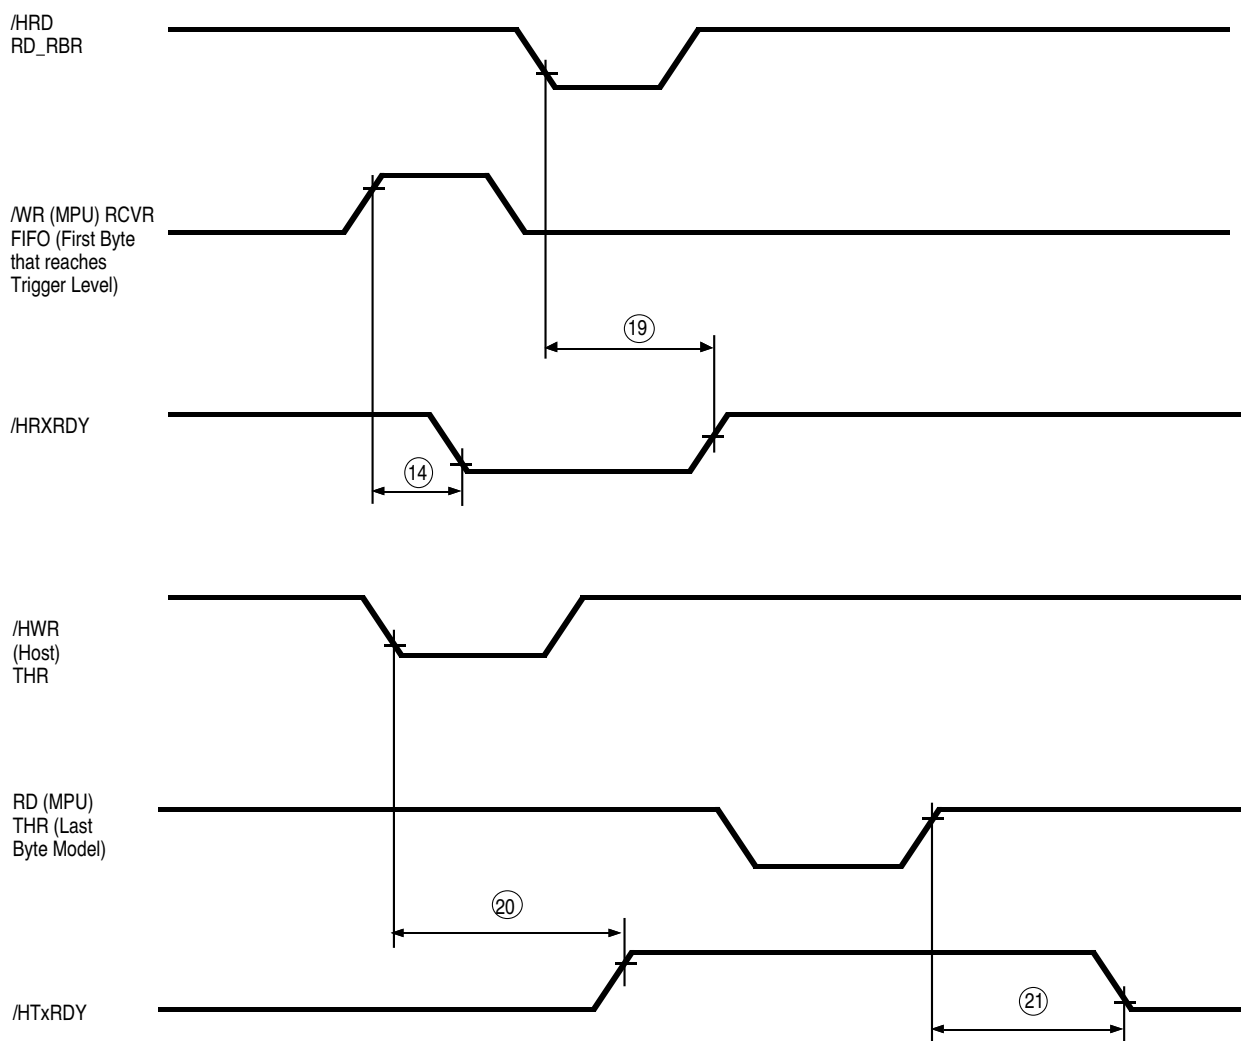 /HRD
RD_RBR
/WR (MPU) RCVR
FIFO (First Byte
that reaches
Trigger Level)
19
/HRXRDY
14
/HWR
(Host)
THR
RD (MPU)
THR (Last
Byte Model)
20
/HTxRDY
21